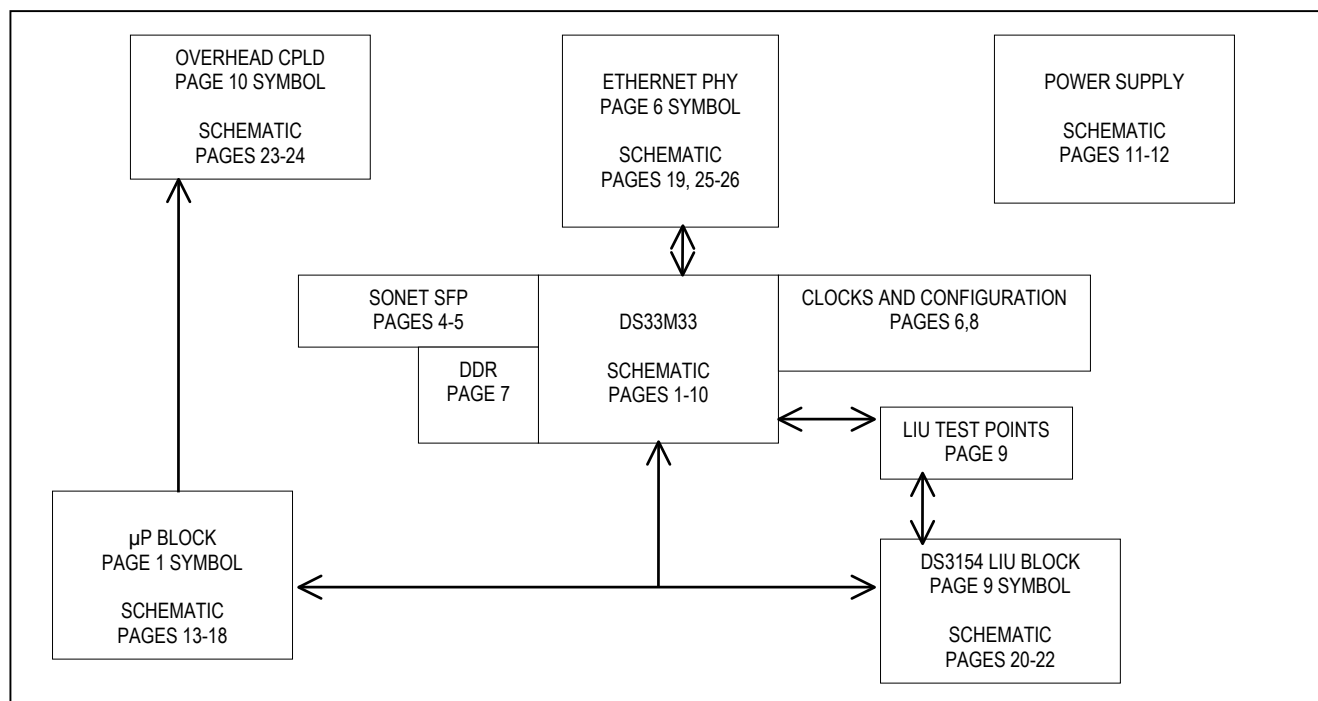 OVERHEAD CPLD
PAGE 10 SYMBOL
SCHEMATIC
PAGES 23-24
ETHERNET PHY
PAGE 6 SYMBOL
SCHEMATIC
PAGES 19, 25-26
POWER SUPPLY
SCHEMATIC
PAGES 11-12
SONET SFP
PAGES 4-5
DDR
PAGE 7
DS33M33
SCHEMATIC
PAGES 1-10
CLOCKS AND CONFIGURATION
PAGES 6,8
LIU TEST POINTS
PAGE 9
µP BLOCK
PAGE 1 SYMBOL
SCHEMATIC
PAGES 13-18
DS3154 LIU BLOCK
PAGE 9 SYMBOL
SCHEMATIC
PAGES 20-22